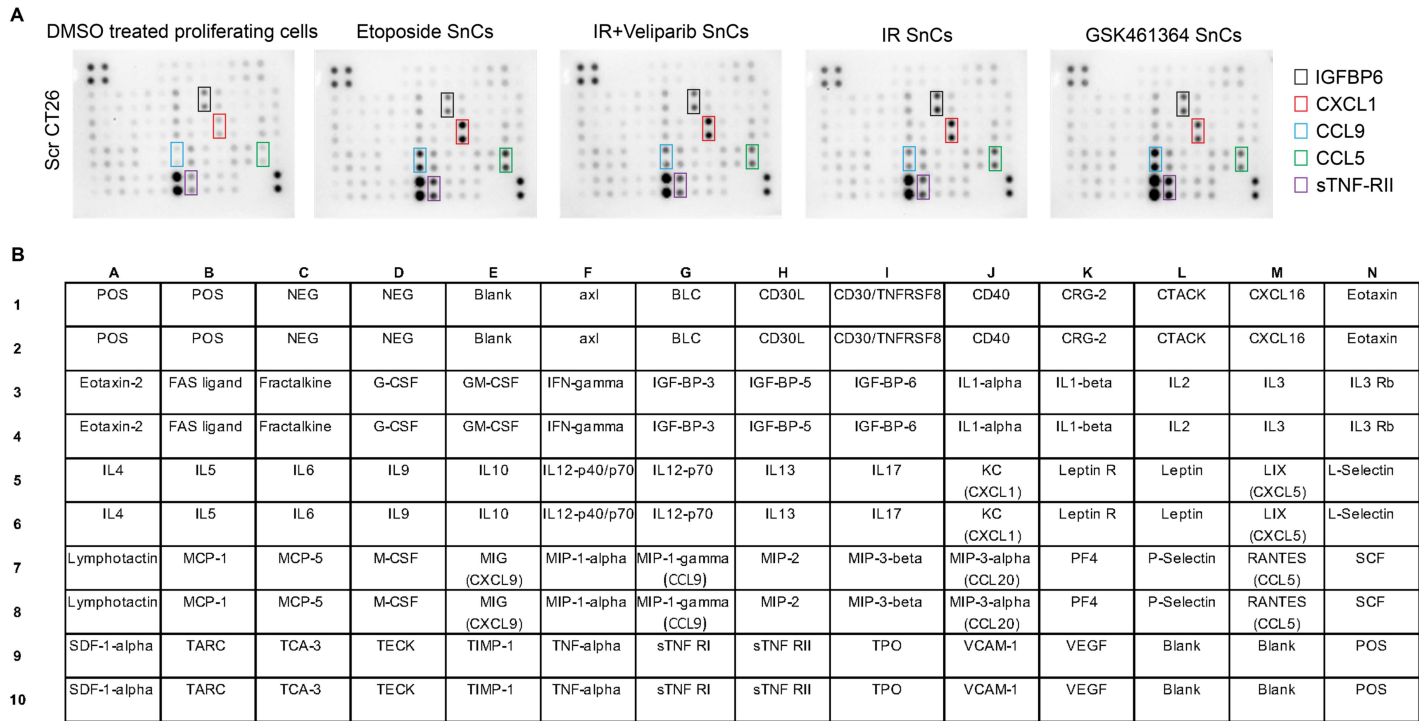 A
DMSO treated proliferating cells
Etoposide SnCs
IR+Veliparib SnCs
IR SnCs
GSK461364 SnCs
Scr CT26
IGFBP6
CXCL1
CCL9
CCL5
sTNF-RII
B
A B C D E F G H I J K L M N
1 POS POS NEG NEG Blank axl BLC CD30L CD30/TNFRSF8 CD40 CRG-2 CTACK CXCL16 Eotaxin
2 POS POS NEG NEG Blank axl BLC CD30L CD30/TNFRSF8 CD40 CRG-2 CTACK CXCL16 Eotaxin
3 Eotaxin-2 FAS ligand Fractalkine G-CSF GM-CSF IFN-gamma IGF-BP-3 IGF-BP-5 IGF-BP-6 IL1-alpha IL1-beta IL2 IL3 IL3 Rb
4 Eotaxin-2 FAS ligand Fractalkine G-CSF GM-CSF IFN-gamma IGF-BP-3 IGF-BP-5 IGF-BP-6 IL1-alpha IL1-beta IL2 IL3 IL3 Rb
5 IL4 IL5 IL6 IL9 IL10 IL12-p40/p70 IL12-p70 IL13 IL17 KC (CXCL1) Leptin R Leptin LIX (CXCL5) L-Selectin
6 IL4 IL5 IL6 IL9 IL10 IL12-p40/p70 IL12-p70 IL13 IL17 KC (CXCL1) Leptin R Leptin LIX (CXCL5) L-Selectin
7 Lymphotactin MCP-1 MCP-5 M-CSF MIG (CXCL9) MIP-1-alpha MIP-1-gamma (CCL9) MIP-2 MIP-3-beta MIP-3-alpha (CCL20) PF4 P-Selectin RANTES (CCL5) SCF
8 Lymphotactin MCP-1 MCP-5 M-CSF MIG (CXCL9) MIP-1-alpha MIP-1-gamma (CCL9) MIP-2 MIP-3-beta MIP-3-alpha (CCL20) PF4 P-Selectin RANTES (CCL5) SCF
9 SDF-1-alpha TARC TCA-3 TECK TIMP-1 TNF-alpha sTNF RI sTNF RII TPO VCAM-1 VEGF Blank Blank POS
10 SDF-1-alpha TARC TCA-3 TECK TIMP-1 TNF-alpha sTNF RI sTNF RII TPO VCAM-1 VEGF Blank Blank POS